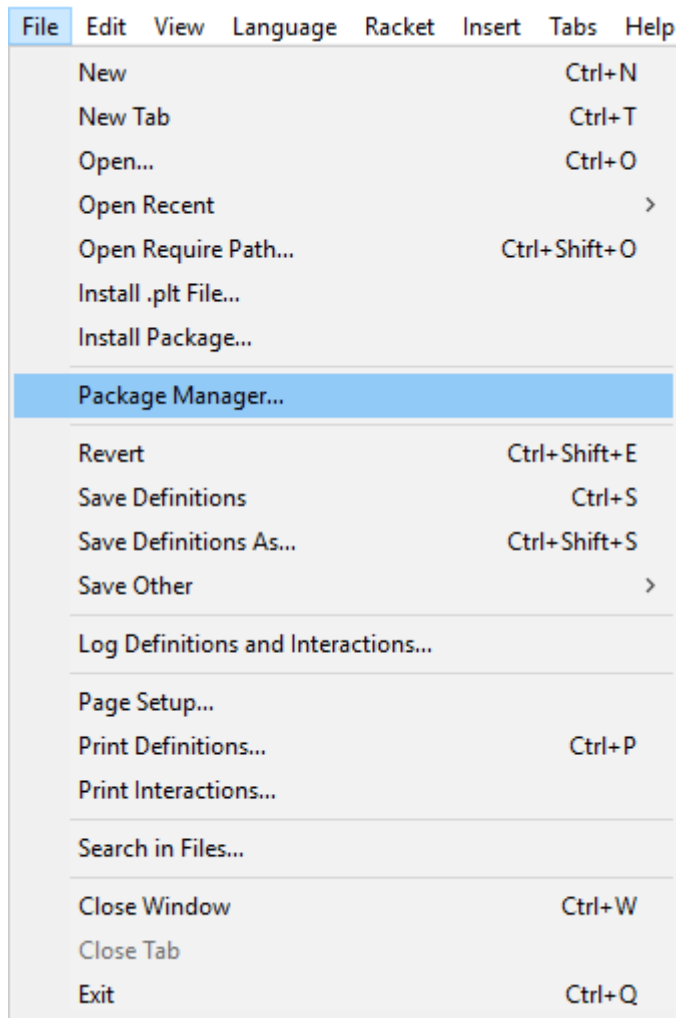 File Edit View Language Racket Insert Tabs Help
New Ctrl+N
New Tab Ctrl+T
Open... Ctrl+O
Open Recent >
Open Require Path... Ctrl+Shift+O
Install .plt File...
Install Package...
Package Manager...
Revert Ctrl+Shift+E
Save Definitions Ctrl+S
Save Definitions As... Ctrl+Shift+S
Save Other >
Log Definitions and Interactions...
Page Setup...
Print Definitions... Ctrl+P
Print Interactions...
Search in Files...
Close Window Ctrl+W
Close Tab
Exit Ctrl+Q